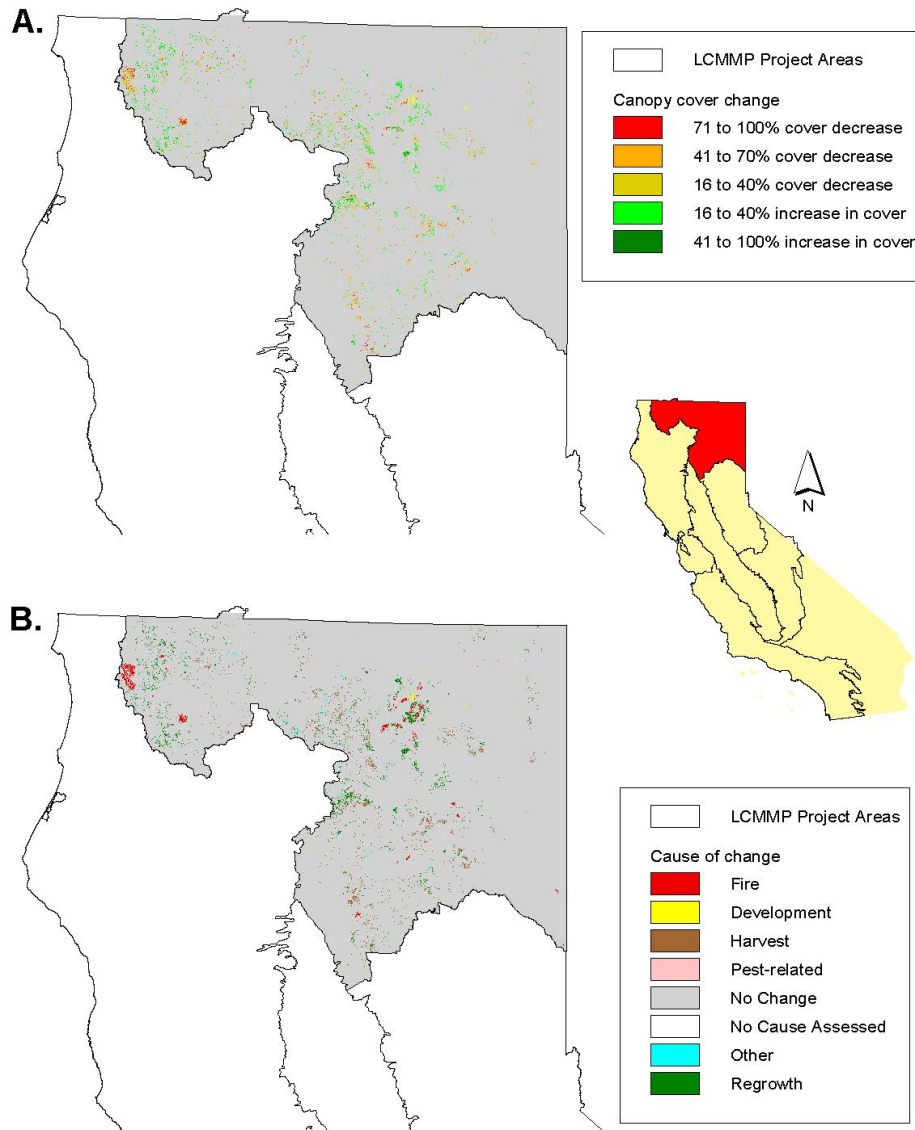 A.
LCMMP Project Areas
Canopy cover change
71 to 100% cover decrease
41 to 70% cover decrease
16 to 40% cover decrease
16 to 40% increase in cover
41 to 100% increase in cover
N
B.
LCMMP Project Areas
Cause of change
Fire
Development
Harvest
Pest-related
No Change
No Cause Assessed
Other
Regrowth